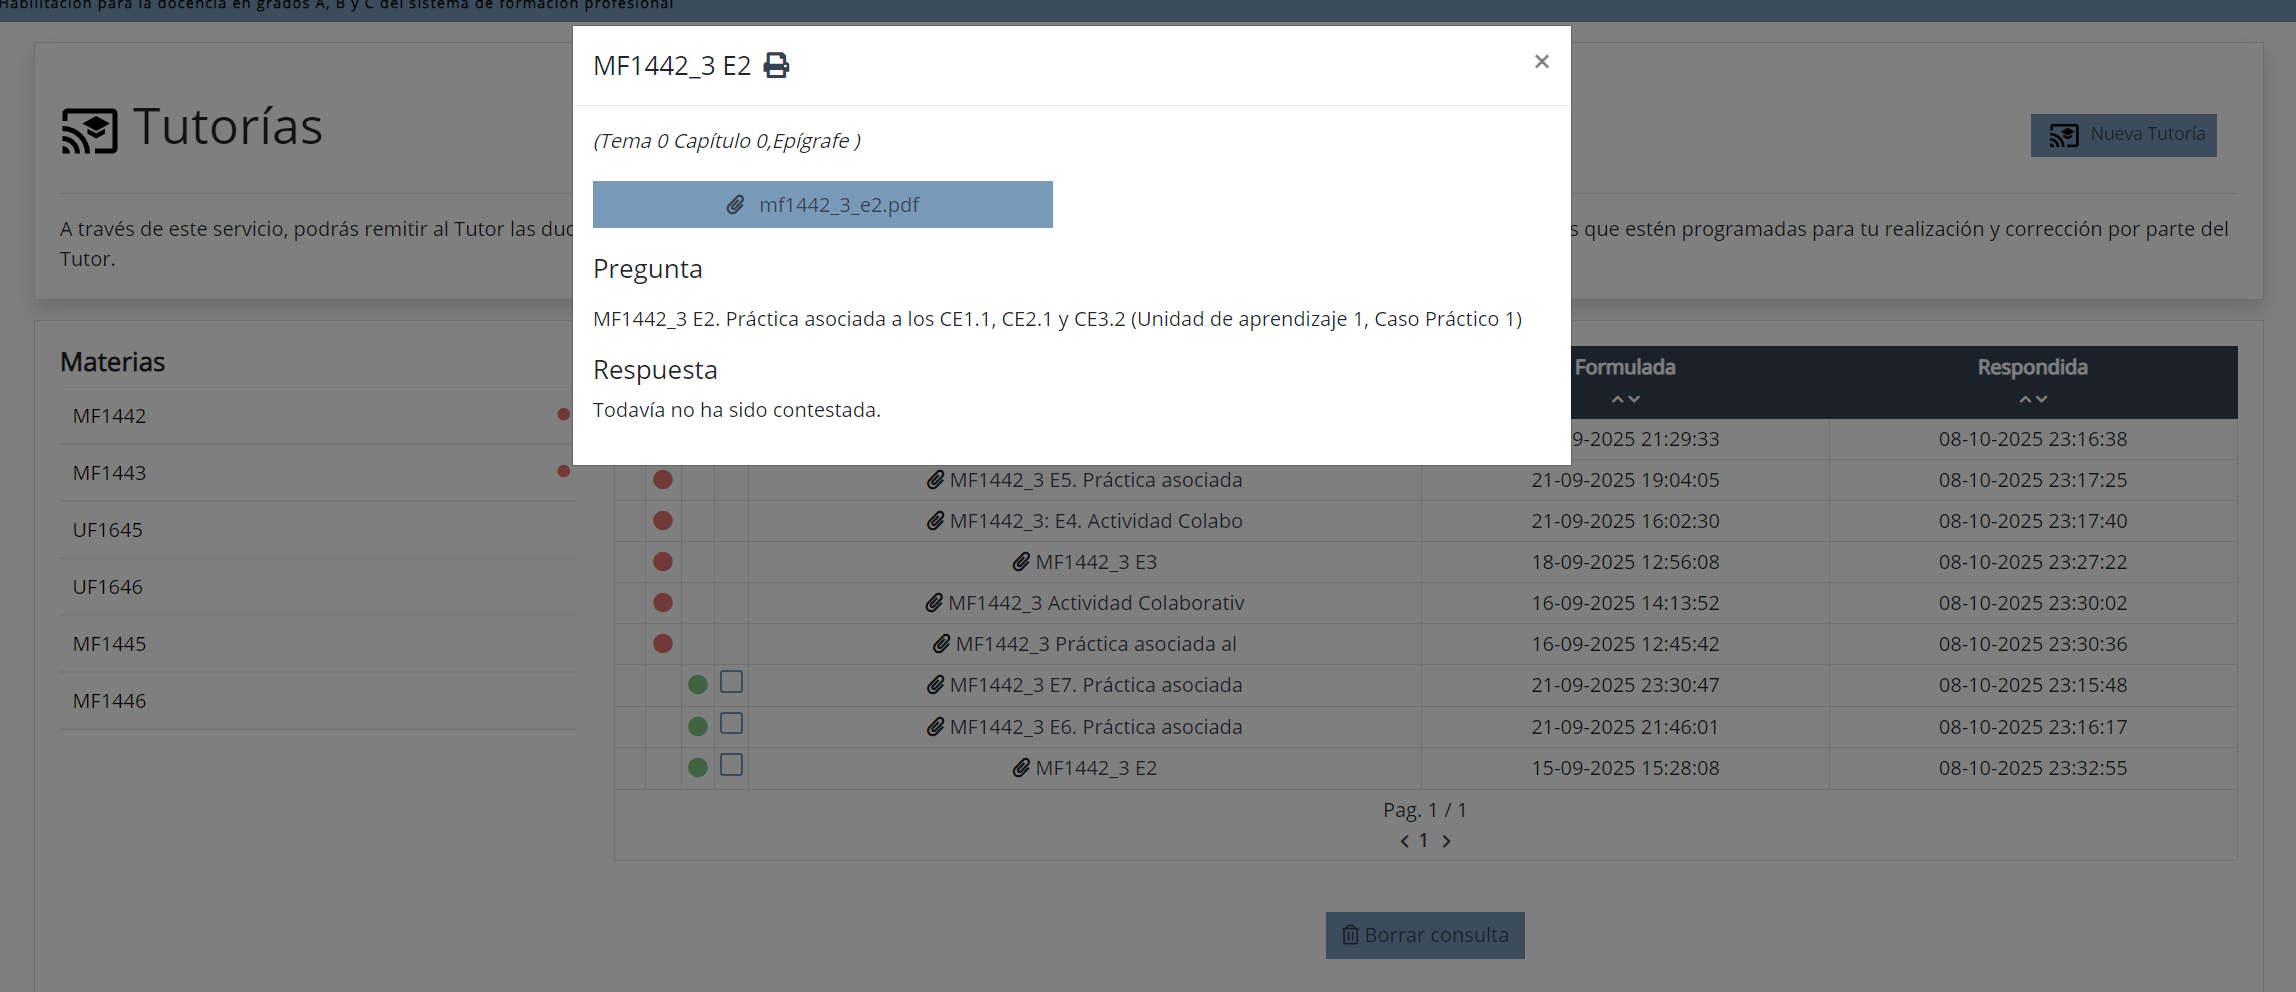 Habilitación para la docencia en grados A, B y C del sistema de formación profesional
MF1442_3 E2
×
(Tema 0 Capítulo 0,Epígrafe )
mf1442_3_e2.pdf
Pregunta
MF1442_3 E2. Práctica asociada a los CE1.1, CE2.1 y CE3.2 (Unidad de aprendizaje 1, Caso Práctico 1)
Respuesta
Todavía no ha sido contestada.
Tutorías
Nueva Tutoría
A través de este servicio, podrás remitir al Tutor las s que estén programadas para tu realización y corrección por parte del
Tutor.
Materias
MF1442
MF1443
UF1645
UF1646
MF1445
MF1446
Formulada Respondida
9-2025 21:29:33 08-10-2025 23:16:38
MF1442_3 E5. Práctica asociada 21-09-2025 19:04:05 08-10-2025 23:17:25
MF1442_3: E4. Actividad Colabo 21-09-2025 16:02:30 08-10-2025 23:17:40
MF1442_3 E3 18-09-2025 12:56:08 08-10-2025 23:27:22
MF1442_3 Actividad Colaborativ 16-09-2025 14:13:52 08-10-2025 23:30:02
MF1442_3 Práctica asociada al 16-09-2025 12:45:42 08-10-2025 23:30:36
MF1442_3 E7. Práctica asociada 21-09-2025 23:30:47 08-10-2025 23:15:48
MF1442_3 E6. Práctica asociada 21-09-2025 21:46:01 08-10-2025 23:16:17
MF1442_3 E2 15-09-2025 15:28:08 08-10-2025 23:32:55
Pag. 1 / 1
< 1 >
Borrar consulta